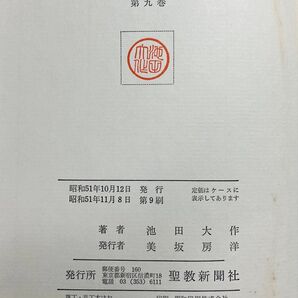 第九巻
昭和51年10月12日 発行
昭和51年11月8日 第9刷
定価はケースに
表示してあります
著者 池田大作
発行者 美坂房洋
発行所
郵便番号 160
東京都新宿区信濃町18
電話 03 (353) 6111
聖教新聞社